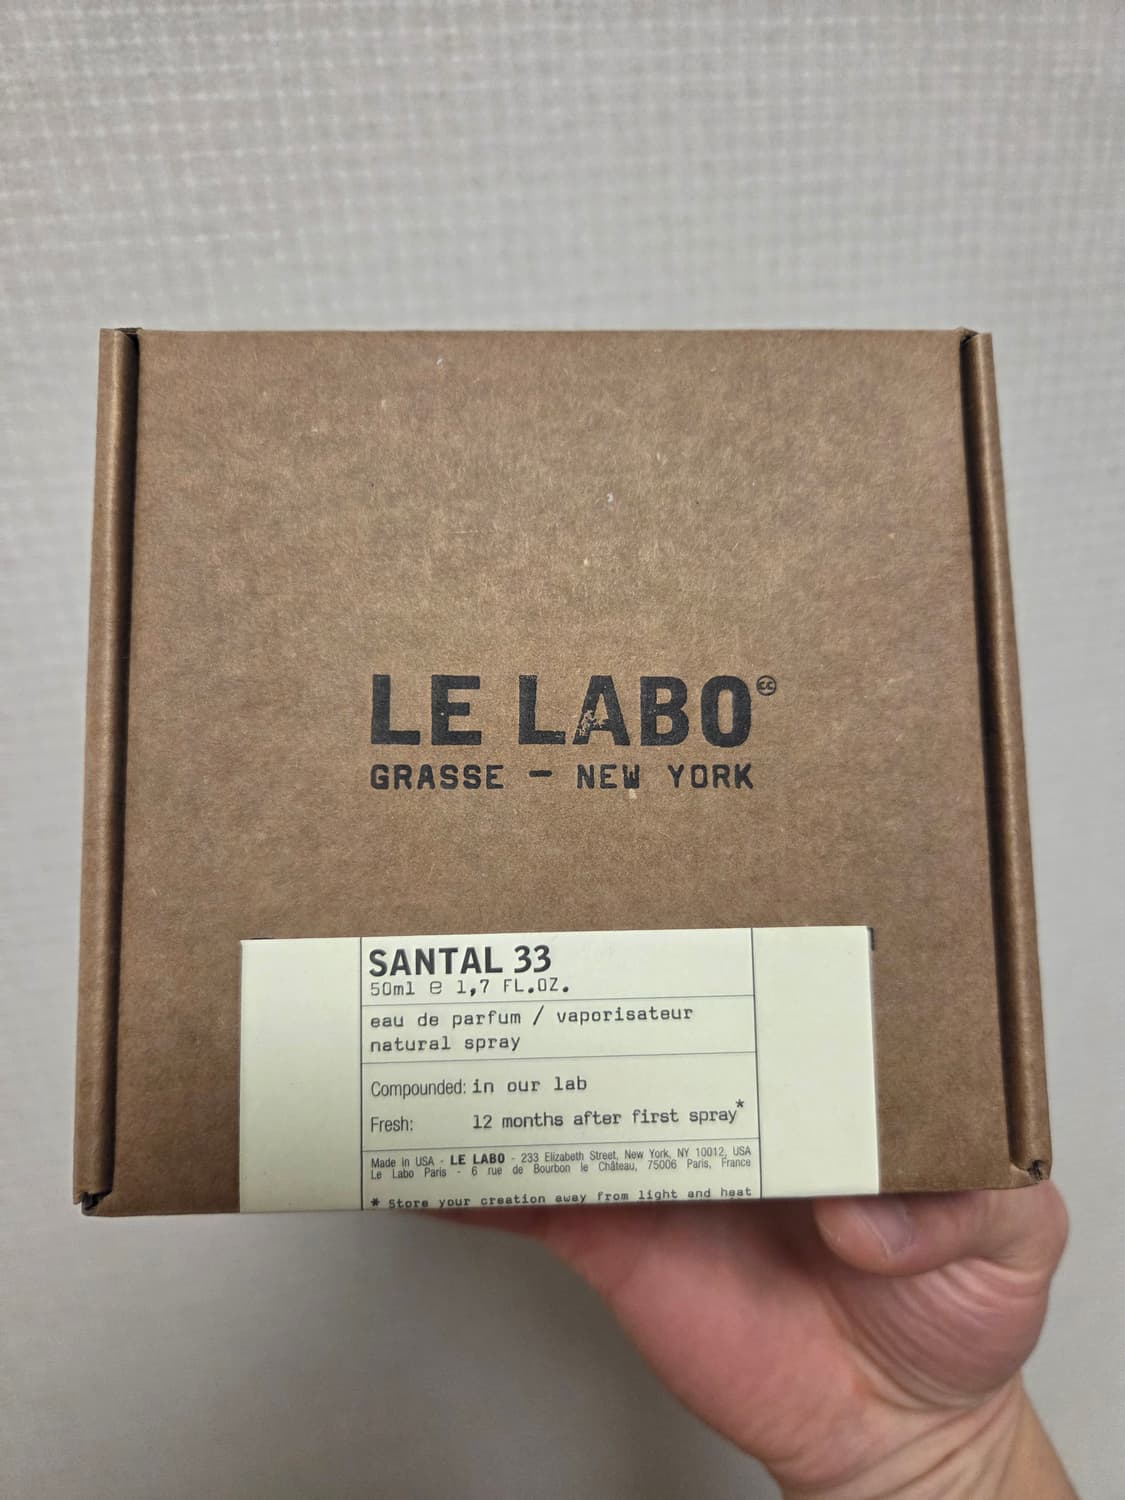 LE LABO
GRASSE - NEW YORK
SANTAL 33
50ml e 1,7 FL.OZ.
eau de parfum / vaporisateur
natural spray
Compounded: in our lab
Fresh: 12 months after first spray*
Made in USA - LE LABO - 233 Elizabeth Street, New York, NY 10012, USA
Le Labo Paris - 6 rue de Bourbon le Château, 75006 Paris, France
* Store your creation away from light and heat